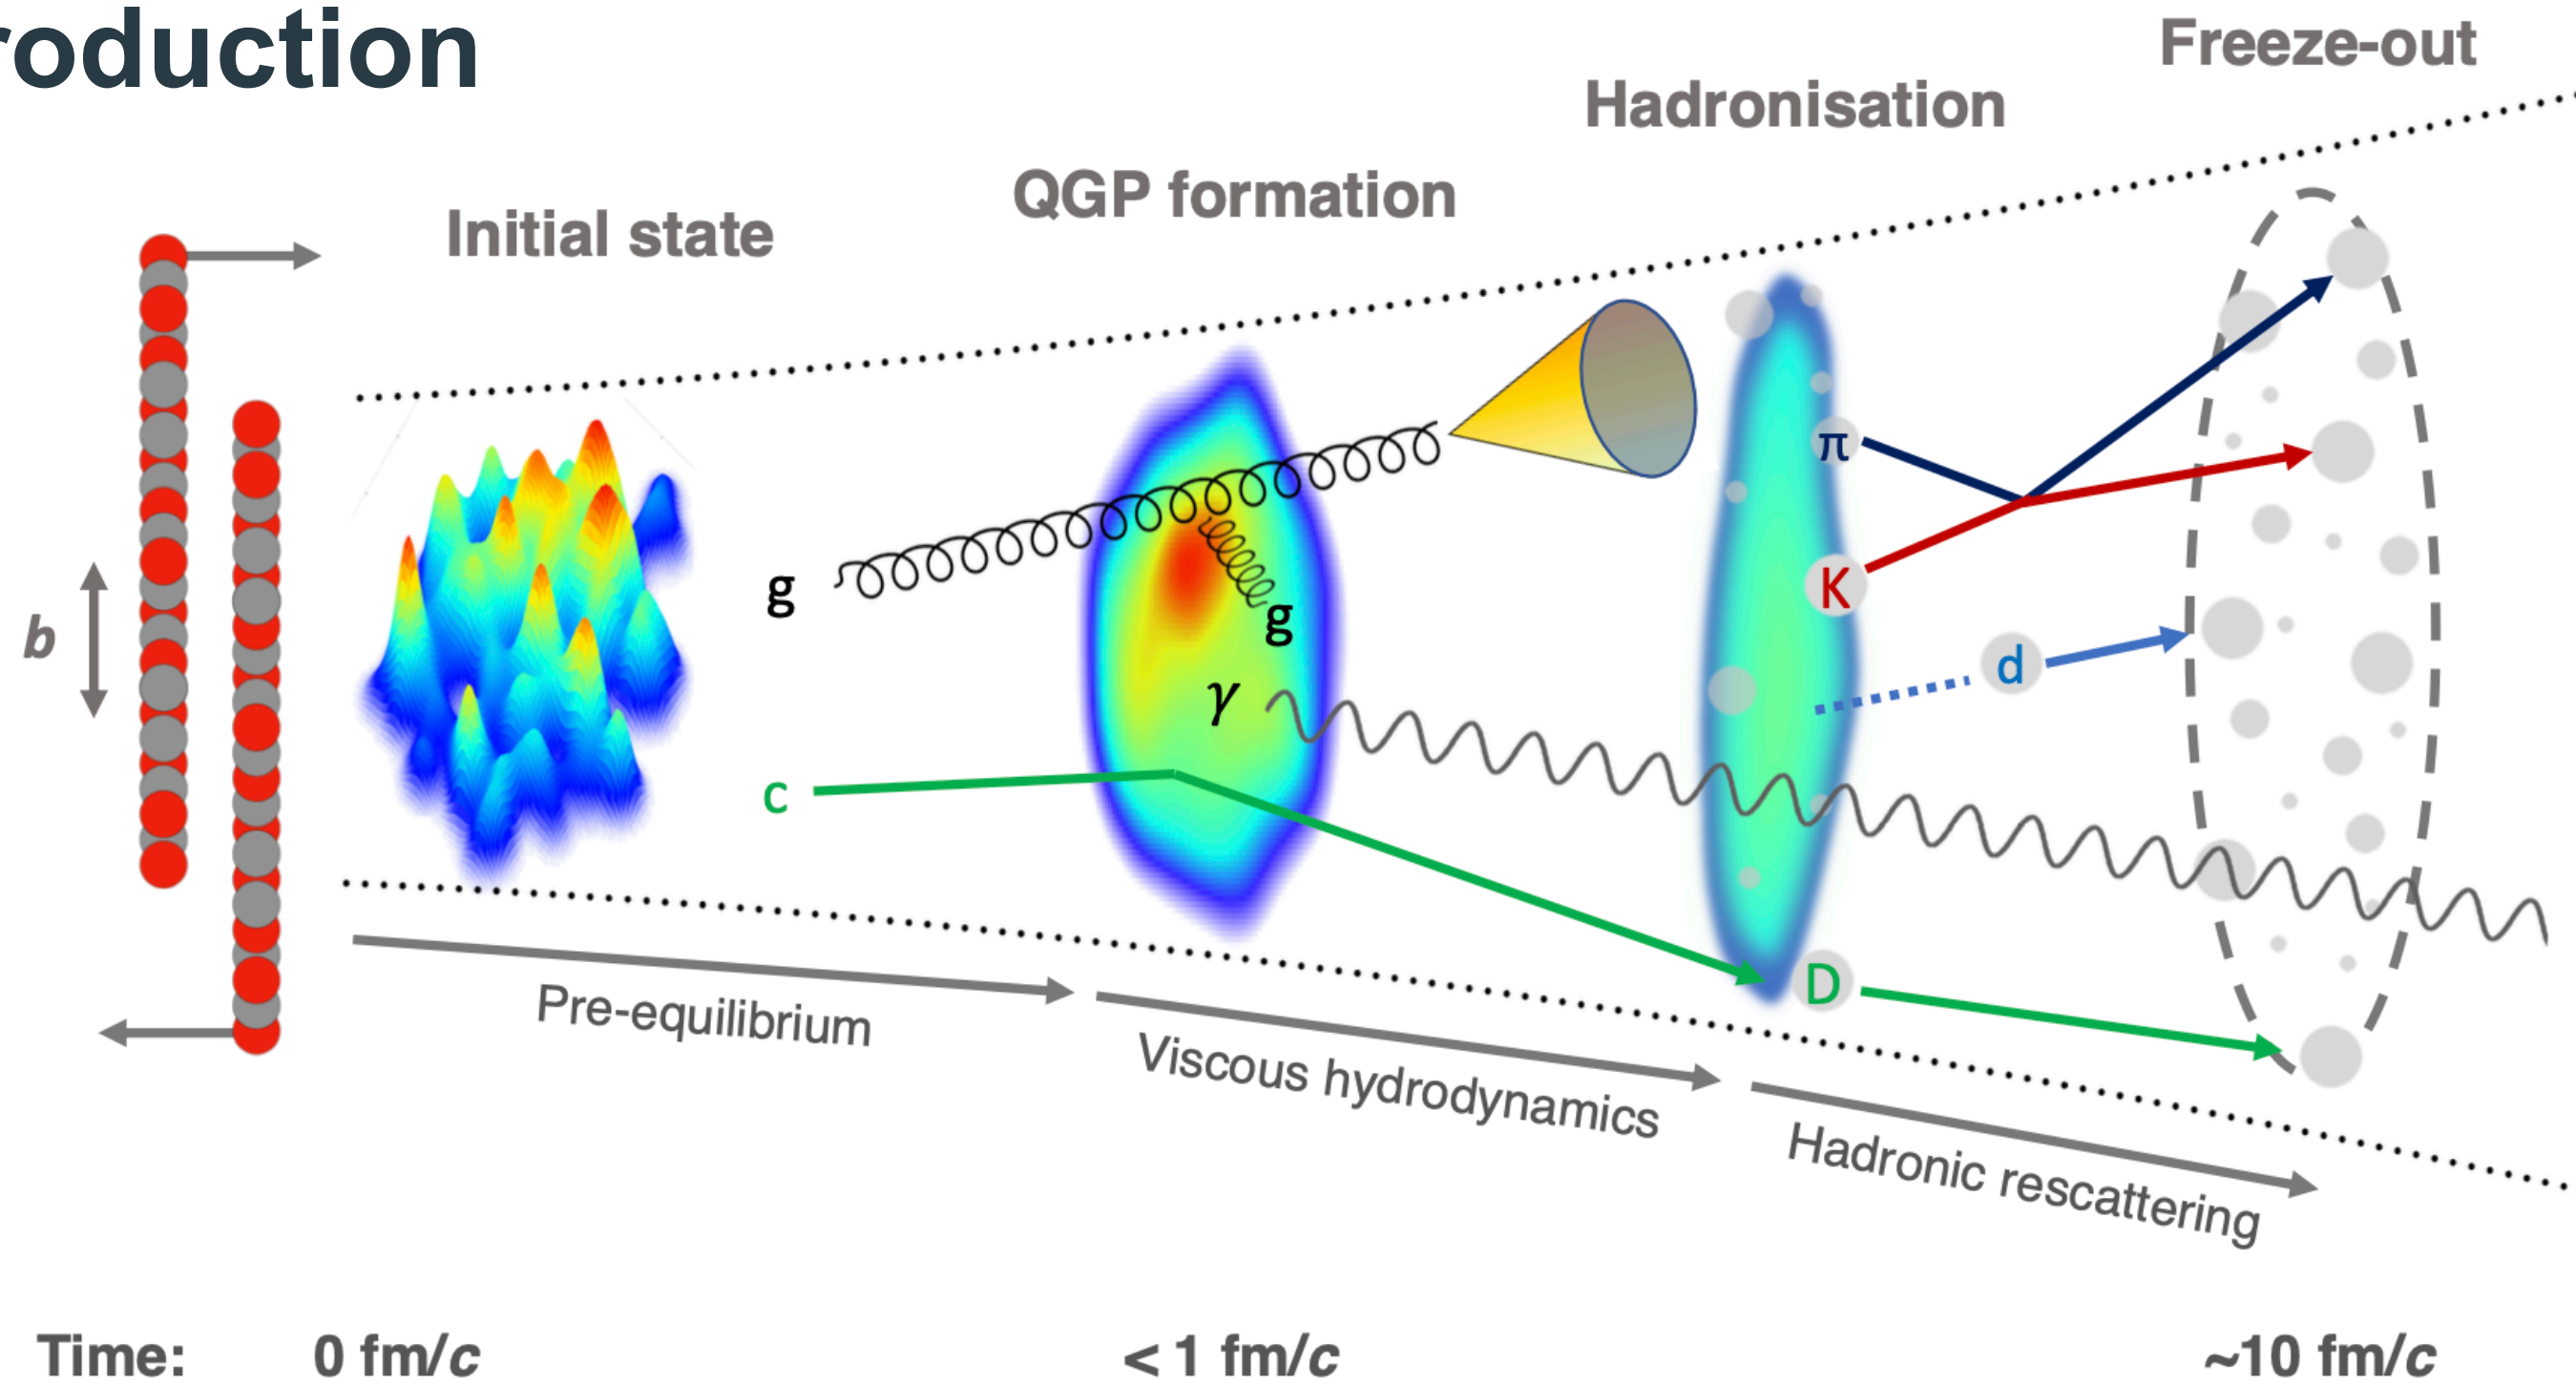 roduction
Freeze-out
Hadronisation
QGP formation
Initial state
b
g
g
γ
c
π
K
d
D
Pre-equilibrium
Viscous hydrodynamics
Hadronic rescattering
Time: 0 fm/c < 1 fm/c ~10 fm/c